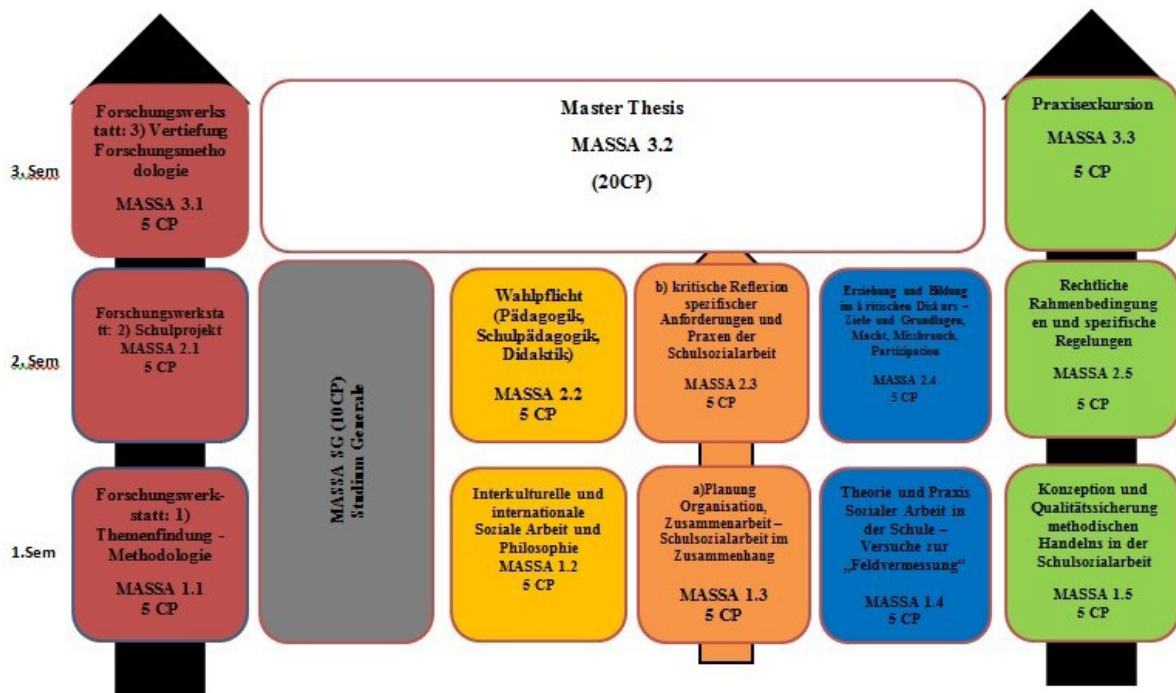 3.Sem
Forschungswerks
tatt: 3) Vertiefung
Forschungsmetho
dologie
MASSA 3.1
5 CP
Master Thesis
MASSA 3.2
(20CP)
Praxisexkursion
MASSA 3.3
5 CP
2.Sem
Forschungswerksta
tt: 2) Schulprojekt
MASSA 2.1
5 CP
MASSA SG (10CP)
Studium Generale
Wahlpflicht
(Pädagogik,
Schulpädagogik,
Didaktik)
MASSA 2.2
5 CP
b) kritische Reflexion
spezifischer
Anforderungen und
Praxen der
Schulsozialarbeit
MASSA 2.3
5 CP
Erziehung und Bildung
im kritischen Diskurs –
Ziele und Grundlagen,
Macht, Missbrauch,
Partizipation
MASSA 2.4
5 CP
Rechtliche
Rahmenbedingung
en und spezifische
Regelungen
MASSA 2.5
5 CP
1.Sem
Forschungswerk-
statt: 1)
Themenfindung -
Methodologie
MASSA 1.1
5 CP
Interkulturelle und
internationale
Soziale Arbeit und
Philosophie
MASSA 1.2
5 CP
a)Planung
Organisation,
Zusammenarbeit –
Schulsozialarbeit im
Zusammenhang
MASSA 1.3
5 CP
Theorie und Praxis
Sozialer Arbeit in
der Schule –
Versuche zur
„Feldvermessung“
MASSA 1.4
5 CP
Konzeption und
Qualitätssicherung
methodischen
Handelns in der
Schulsozialarbeit
MASSA 1.5
5 CP